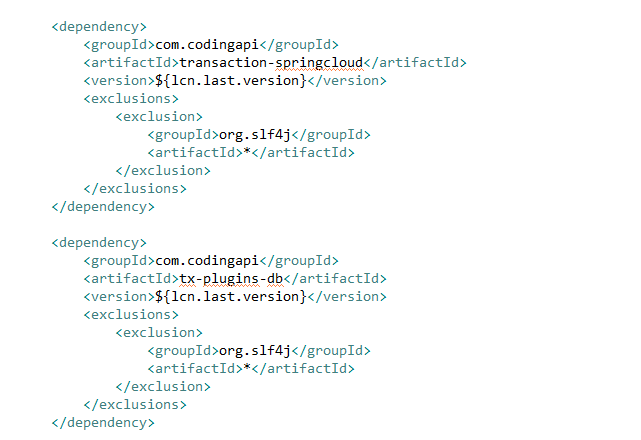 <dependency>
    <groupId>com.codingapi</groupId>
    <artifactId>transaction-springcloud</artifactId>
    <version>${lcn.last.version}</version>
    <exclusions>
        <exclusion>
            <groupId>org.slf4j</groupId>
            <artifactId>*</artifactId>
        </exclusion>
    </exclusions>
</dependency>

<dependency>
    <groupId>com.codingapi</groupId>
    <artifactId>tx-plugins-db</artifactId>
    <version>${lcn.last.version}</version>
    <exclusions>
        <exclusion>
            <groupId>org.slf4j</groupId>
            <artifactId>*</artifactId>
        </exclusion>
    </exclusions>
</dependency>